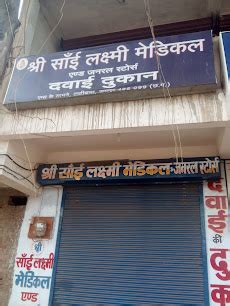 श्री साँई लक्ष्मी मेडिकल
एण्ड जनरल स्टोर्स
दवाई दुकान
श्री साँई लक्ष्मी मेडिकल जनरल स्टोर्स
श्री
साँई
लक्ष्मी
मेडिकल
एण्ड
दवाई
की
दुका